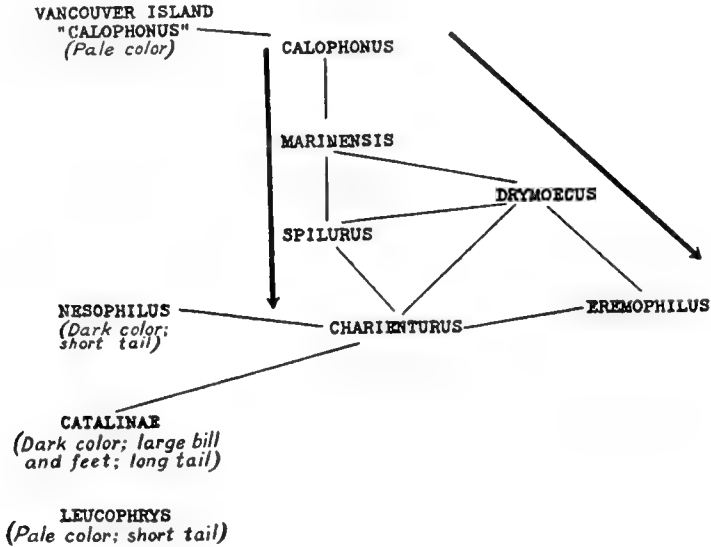 VANCOUVER ISLAND
"CALOPHONUS"
(Pale color)
CALOPHONUS
MARINENSIS
DRYMOECUS
SPILURUS
NESOPHILUS
(Dark color;
short tail)
CHARIENTURUS
EREMOPHILUS
CATALINAE
(Dark color; large bill
and feet; long tail)
LEUCOPHRYS
(Pale color; short tail)